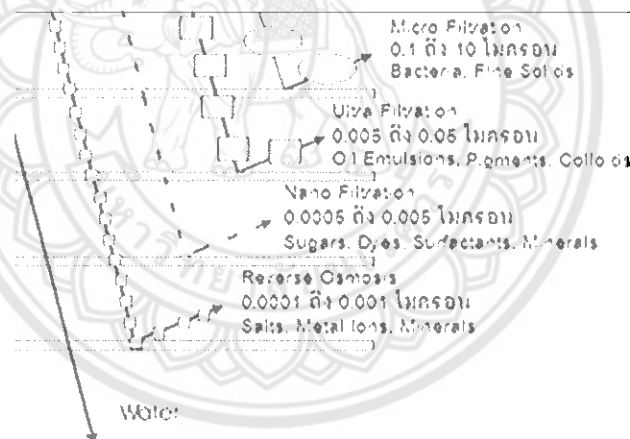 Micro Filtration
0.1 ถึง 10 ไมครอน
Bacteria, Fine Solids
Ultra Filtration
0.005 ถึง 0.05 ไมครอน
Oil Emulsions, Pigments, Colloids
Nano Filtration
0.0005 ถึง 0.005 ไมครอน
Sugars, Dyes, Surfactants, Minerals
Reverse Osmosis
0.0001 ถึง 0.001 ไมครอน
Salts, Metal Ions, Minerals
Water